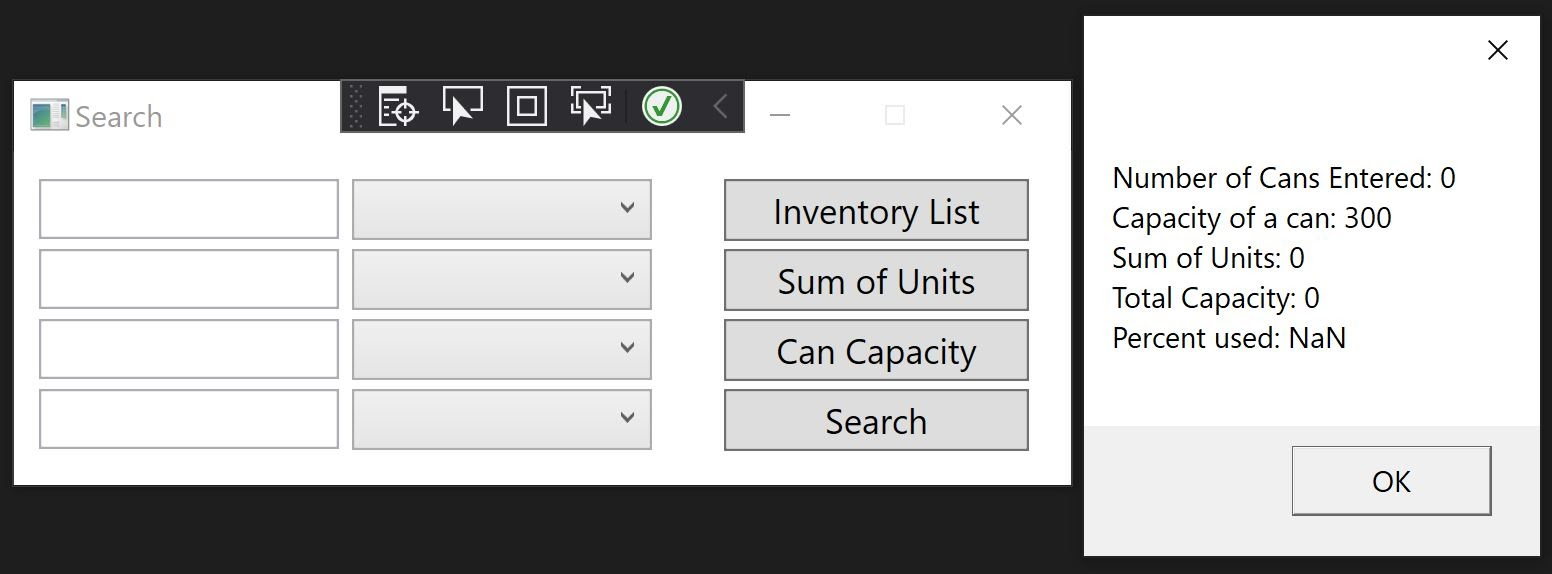 Search
Inventory List
Sum of Units
Can Capacity
Search
Number of Cans Entered: 0
Capacity of a can: 300
Sum of Units: 0
Total Capacity: 0
Percent used: NaN
OK